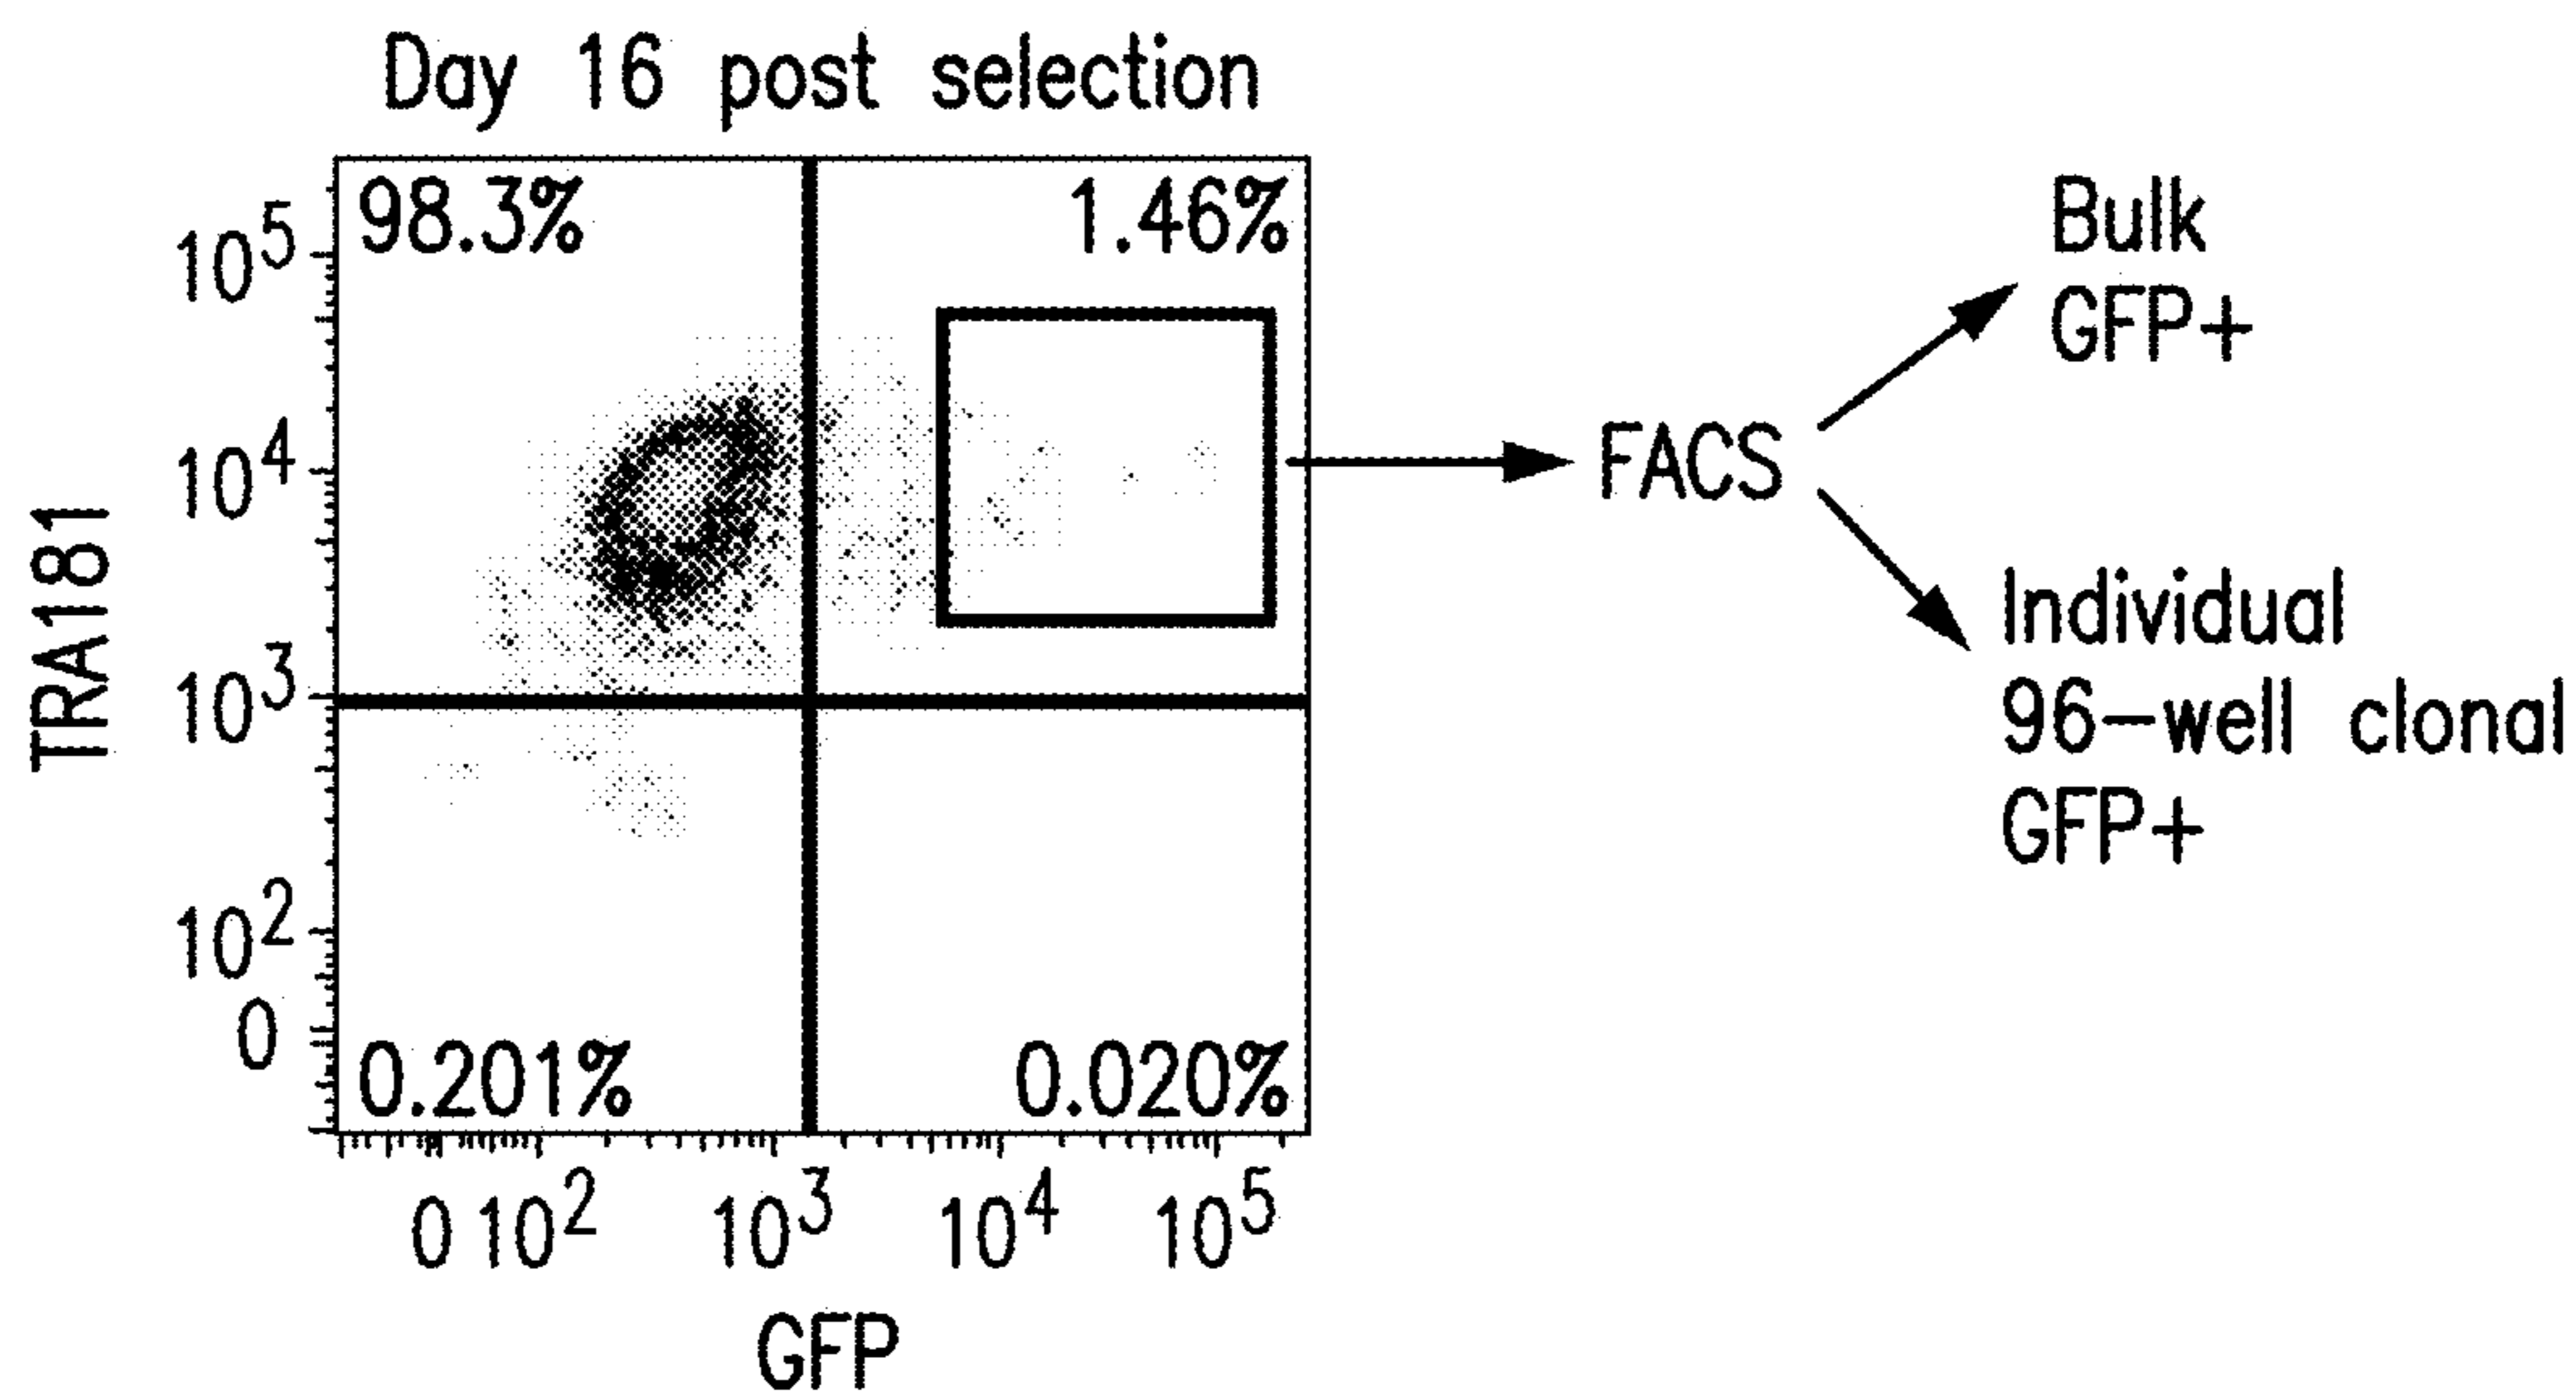 Day 16 post selection
98.3%
1.46%
10^5
10^4
10^3
10^2
0
TRA181
0.201%
0.020%
0 10^2 10^3 10^4 10^5
GFP
FACS
Bulk
GFP+
Individual
96-well clonal
GFP+